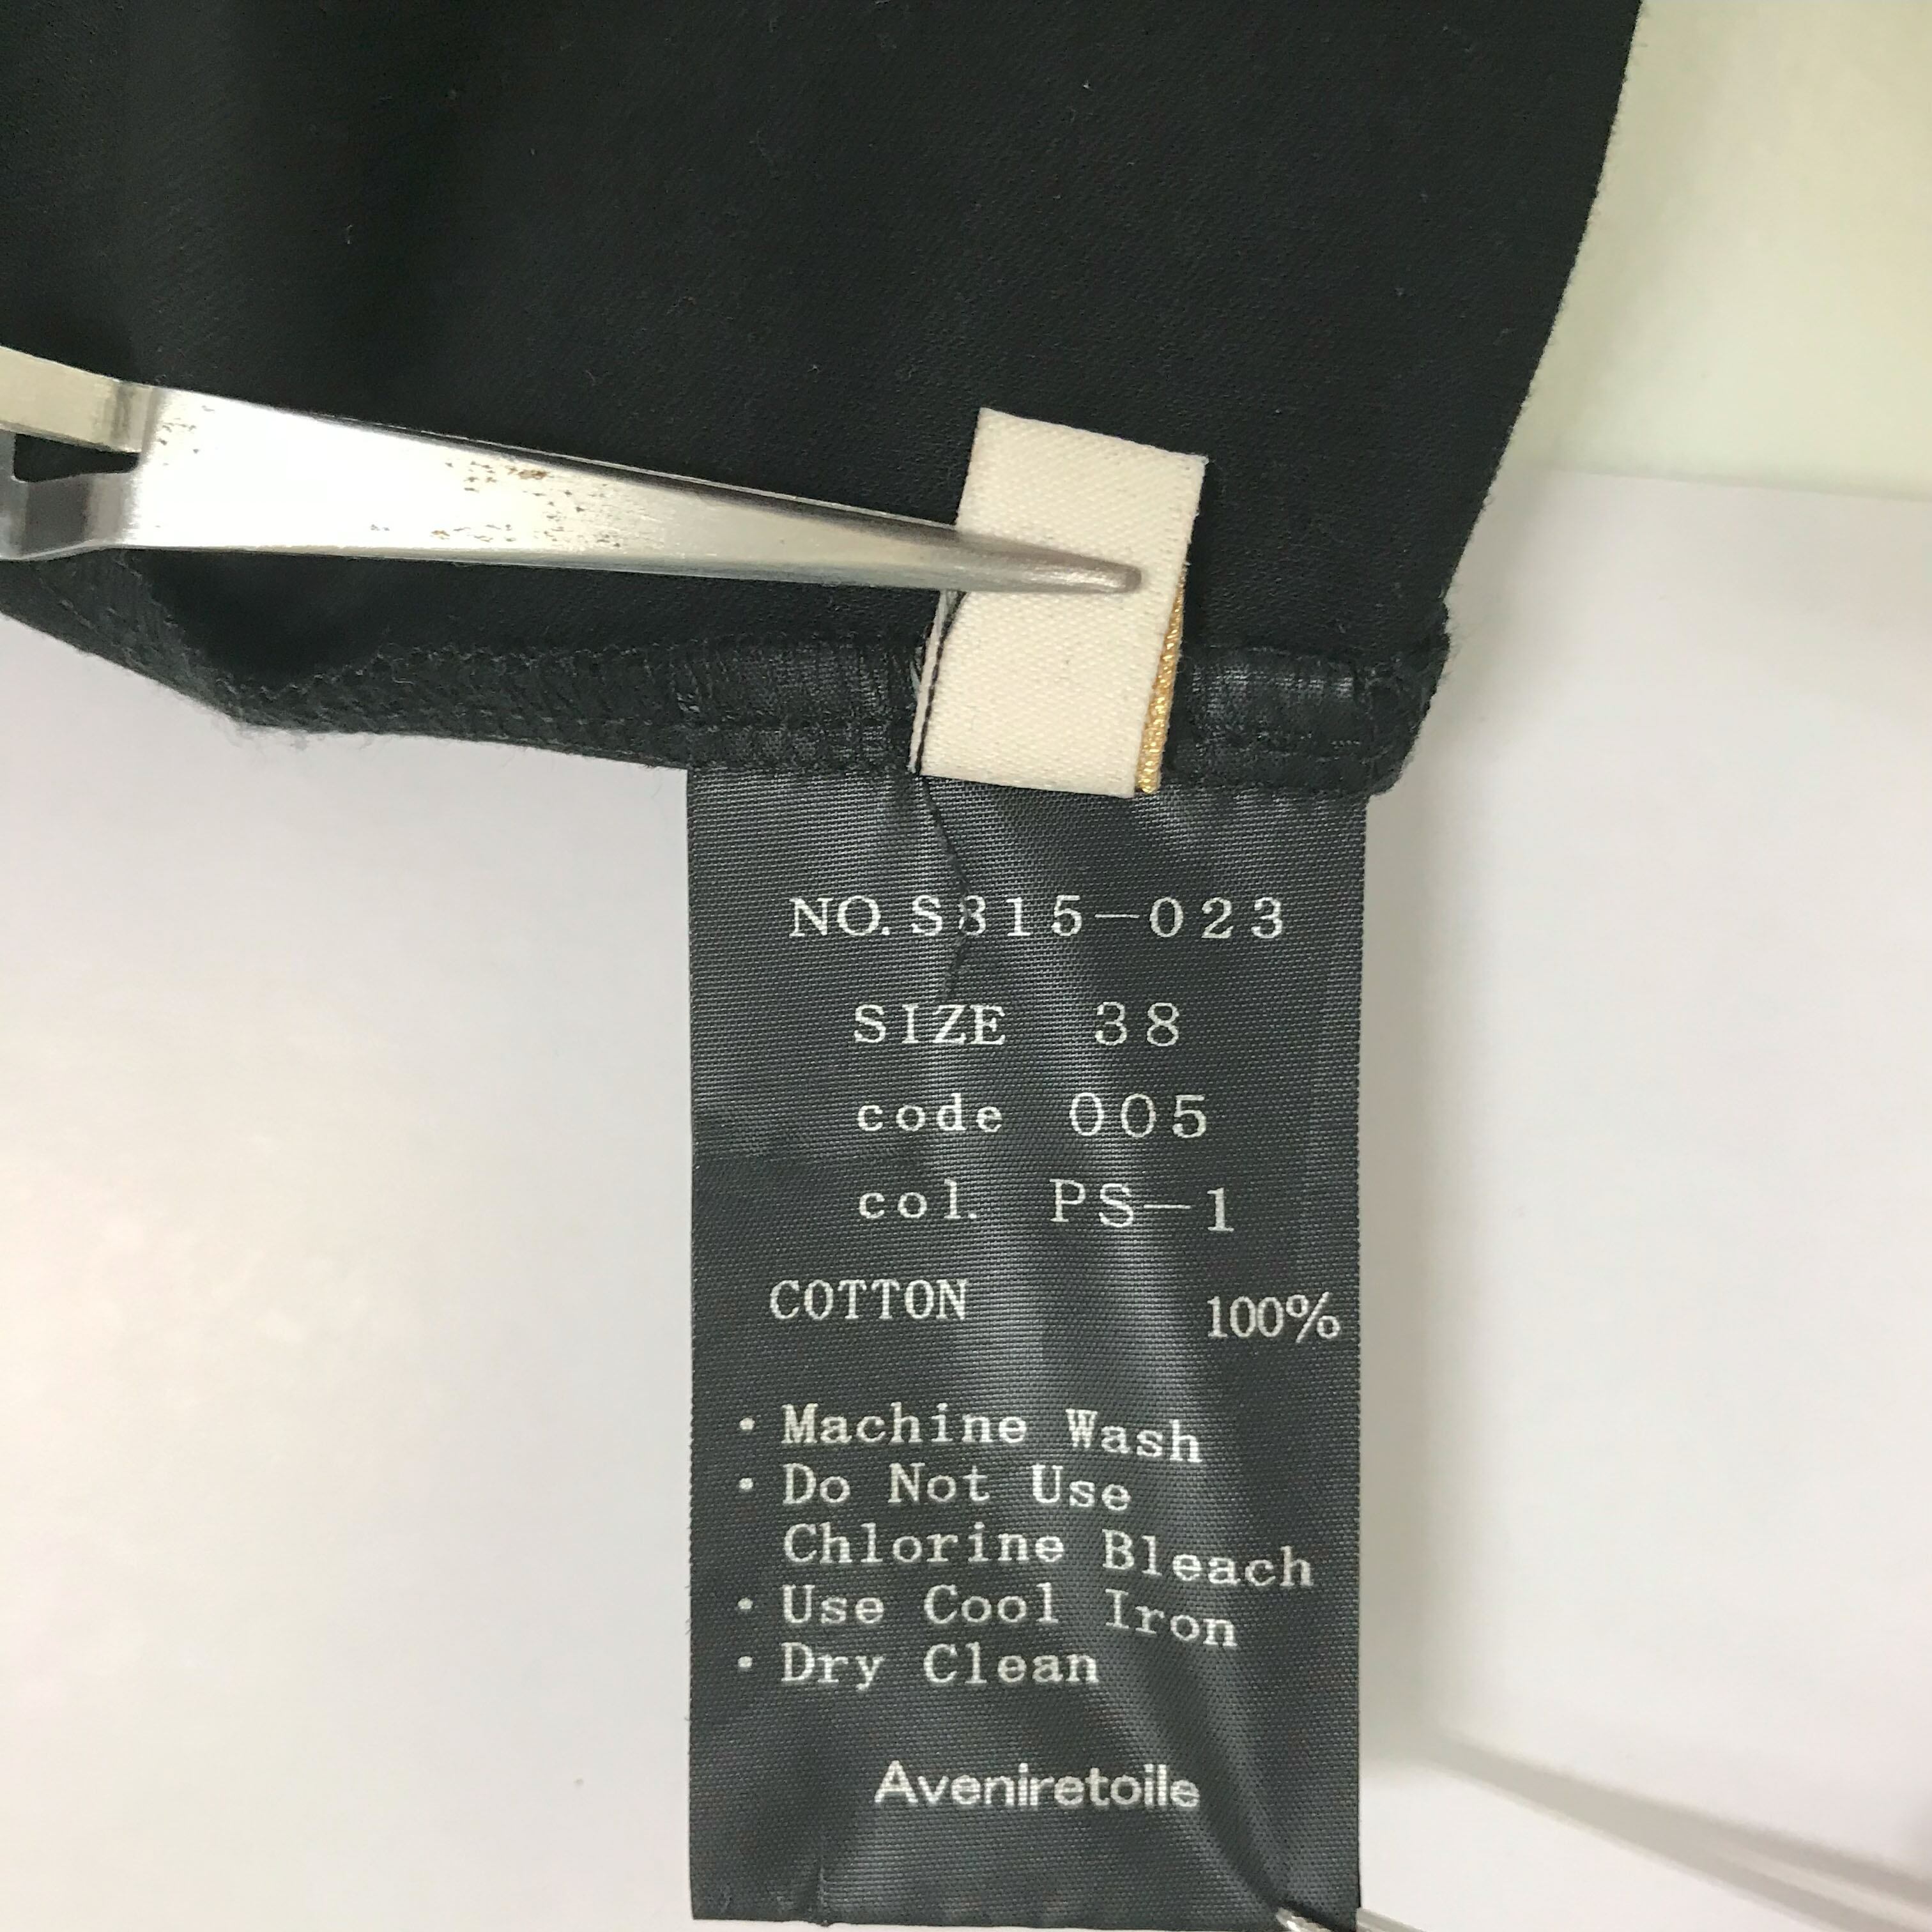 NO. S815-023
SIZE 38
code 005
col. PS-1
COTTON 100%
・Machine Wash
・Do Not Use
Chlorine Bleach
・Use Cool Iron
・Dry Clean
Aveniretoile